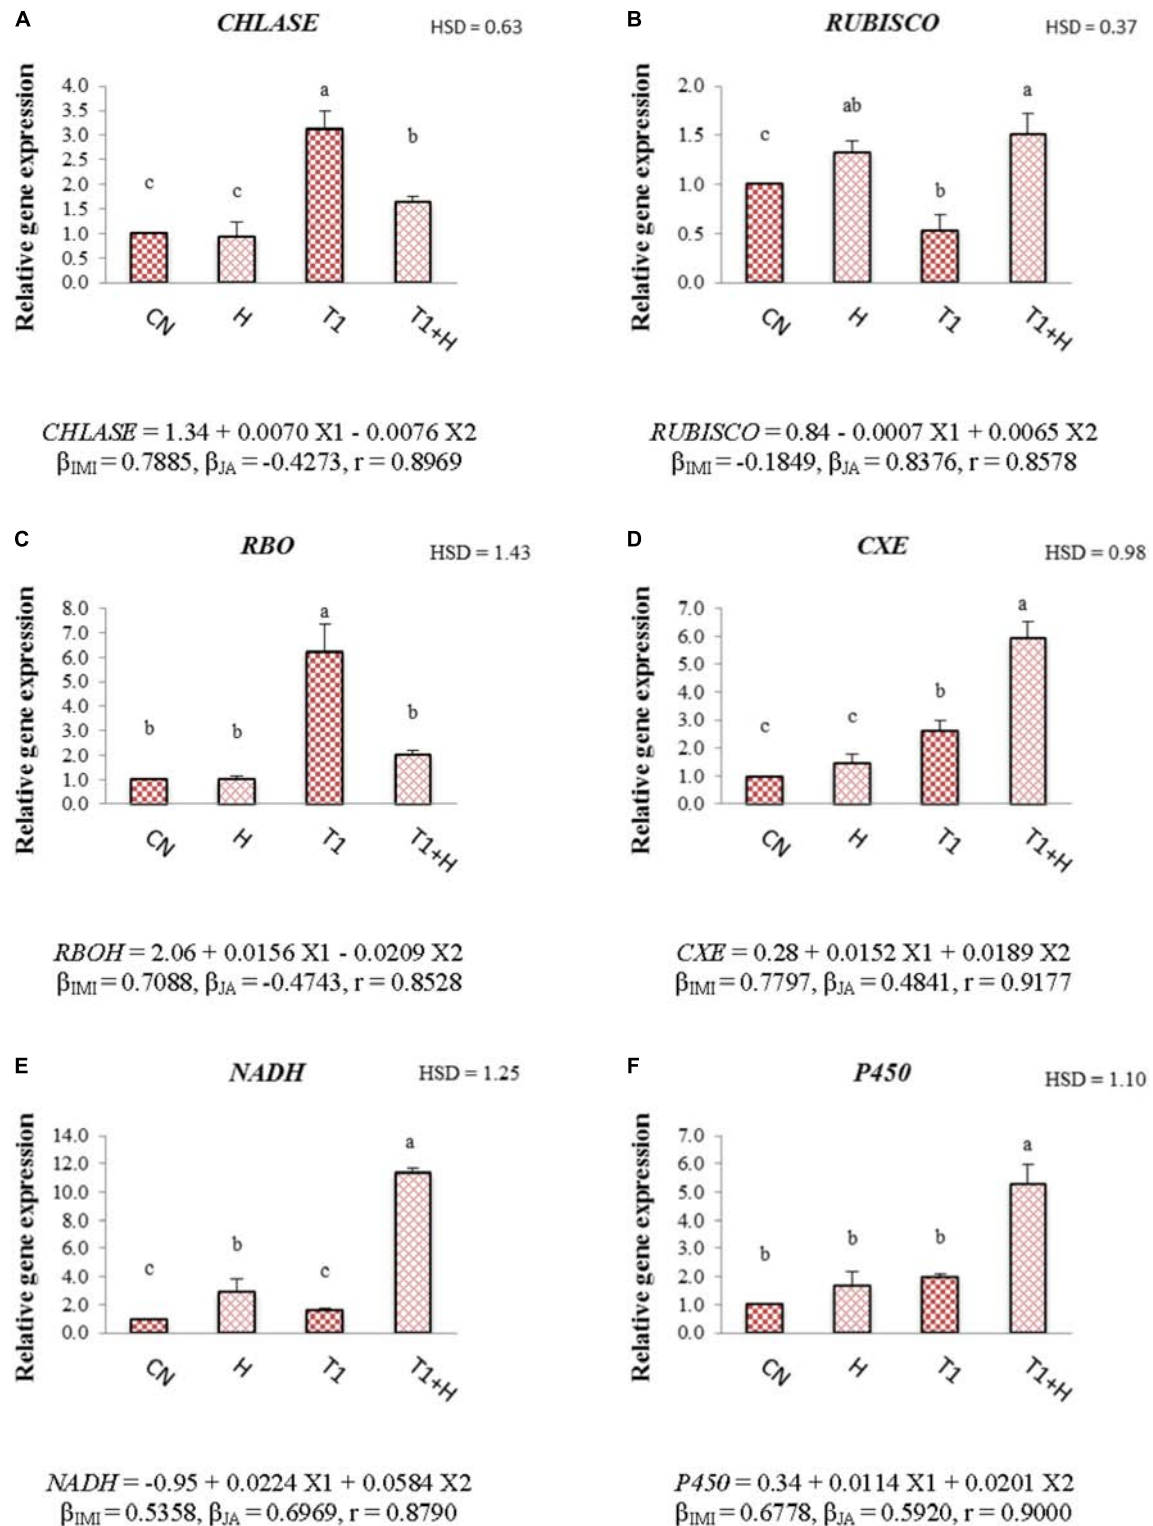 A
CHLASE
HSD = 0.63
Relative gene expression
4.0
3.5
3.0
2.5
2.0
1.5
1.0
0.5
0.0
c
c
a
b
CN
H
T1
T1+H
CHLASE = 1.34 + 0.0070 X1 - 0.0076 X2
βIMI = 0.7885, βJA = -0.4273, r = 0.8969
B
RUBISCO
HSD = 0.37
Relative gene expression
2.0
1.5
1.0
0.5
0.0
c
ab
b
a
CN
H
T1
T1+H
RUBISCO = 0.84 - 0.0007 X1 + 0.0065 X2
βIMI = -0.1849, βJA = 0.8376, r = 0.8578
C
RBO
HSD = 1.43
Relative gene expression
8.0
7.0
6.0
5.0
4.0
3.0
2.0
1.0
0.0
b
b
a
b
CN
H
T1
T1+H
RBOH = 2.06 + 0.0156 X1 - 0.0209 X2
βIMI = 0.7088, βJA = -0.4743, r = 0.8528
D
CXE
HSD = 0.98
Relative gene expression
7.0
6.0
5.0
4.0
3.0
2.0
1.0
0.0
c
c
b
a
CN
H
T1
T1+H
CXE = 0.28 + 0.0152 X1 + 0.0189 X2
βIMI = 0.7797, βJA = 0.4841, r = 0.9177
E
NADH
HSD = 1.25
Relative gene expression
14.0
12.0
10.0
8.0
6.0
4.0
2.0
0.0
c
b
c
a
CN
H
T1
T1+H
NADH = -0.95 + 0.0224 X1 + 0.0584 X2
βIMI = 0.5358, βJA = 0.6969, r = 0.8790
F
P450
HSD = 1.10
Relative gene expression
7.0
6.0
5.0
4.0
3.0
2.0
1.0
0.0
b
b
b
a
CN
H
T1
T1+H
P450 = 0.34 + 0.0114 X1 + 0.0201 X2
βIMI = 0.6778, βJA = 0.5920, r = 0.9000